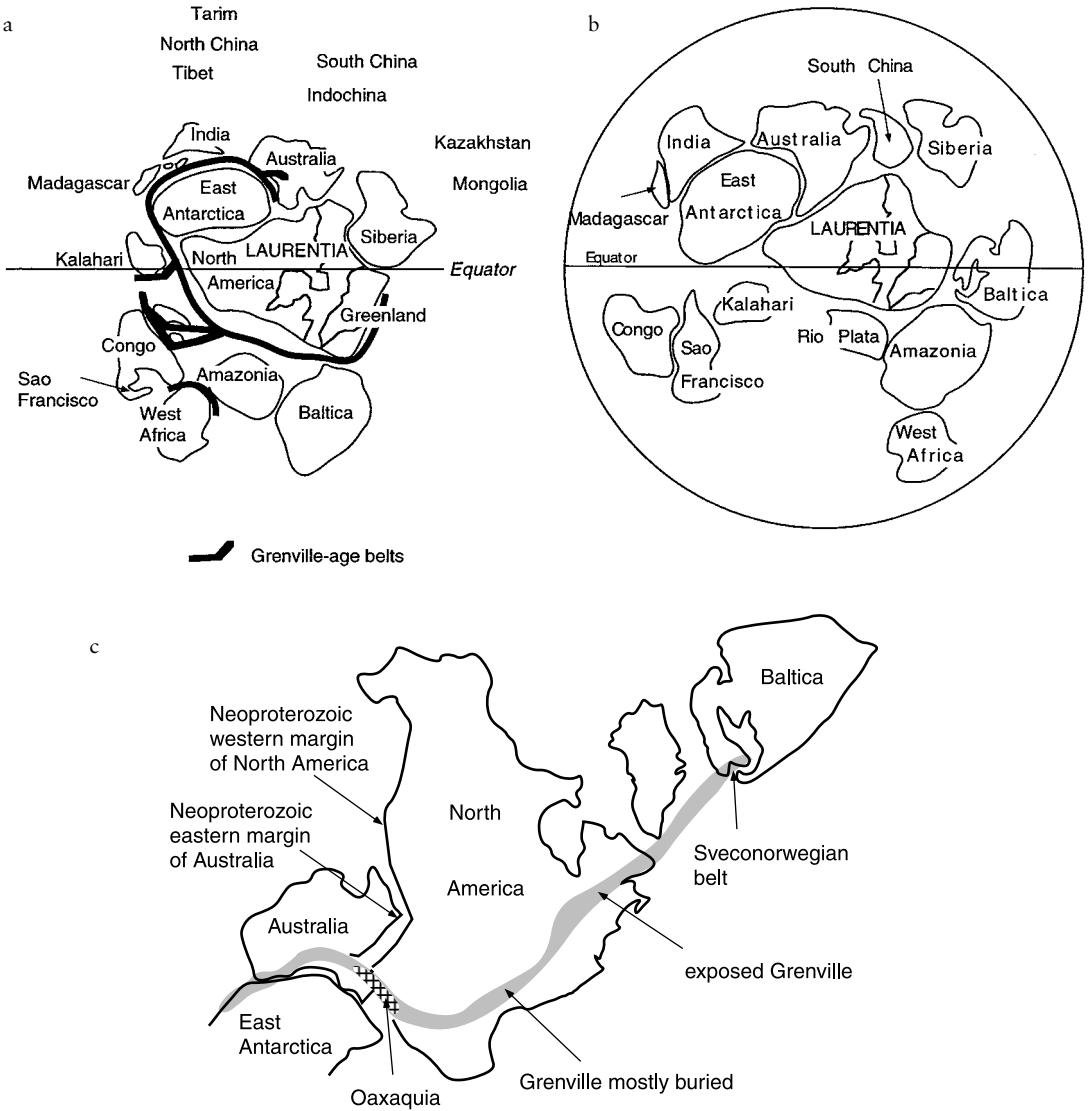 a
Tarim
North China
Tibet
South China
Indochina
India
Australia
Kazakhstan
Madagascar
East
Antarctica
Mongolia
Kalahari
North
America
LAURENTIA
Siberia
Equator
Greenland
Congo
Amazonia
Sao
Francisco
West
Africa
Baltica
Grenville-age belts
b
South China
India
Australia
Siberia
East
Antarctica
Madagascar
LAURENTIA
Equator
Baltica
Kalahari
Congo
Sao
Francisco
Rio Plata
Amazonia
West
Africa
c
Baltica
Neoproterozoic
western margin
of North America
North
America
Neoproterozoic
eastern margin
of Australia
Sveconorwegian
belt
Australia
exposed Grenville
East
Antarctica
Grenville mostly buried
Oaxaquia